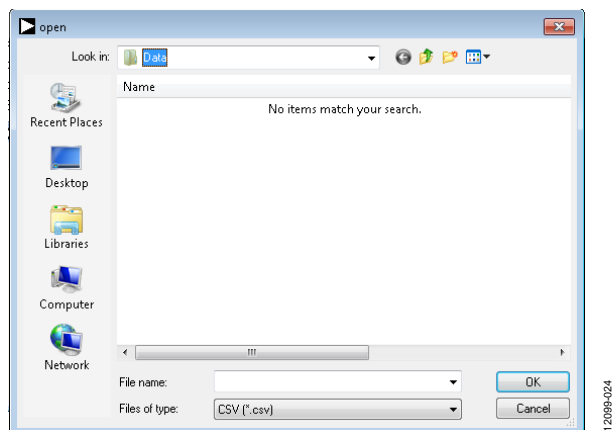 open
Look in:
Data
Name
No items match your search.
Recent Places
Desktop
Libraries
Computer
Network
File name:
OK
Files of type:
CSV (*.csv)
Cancel
12099-024